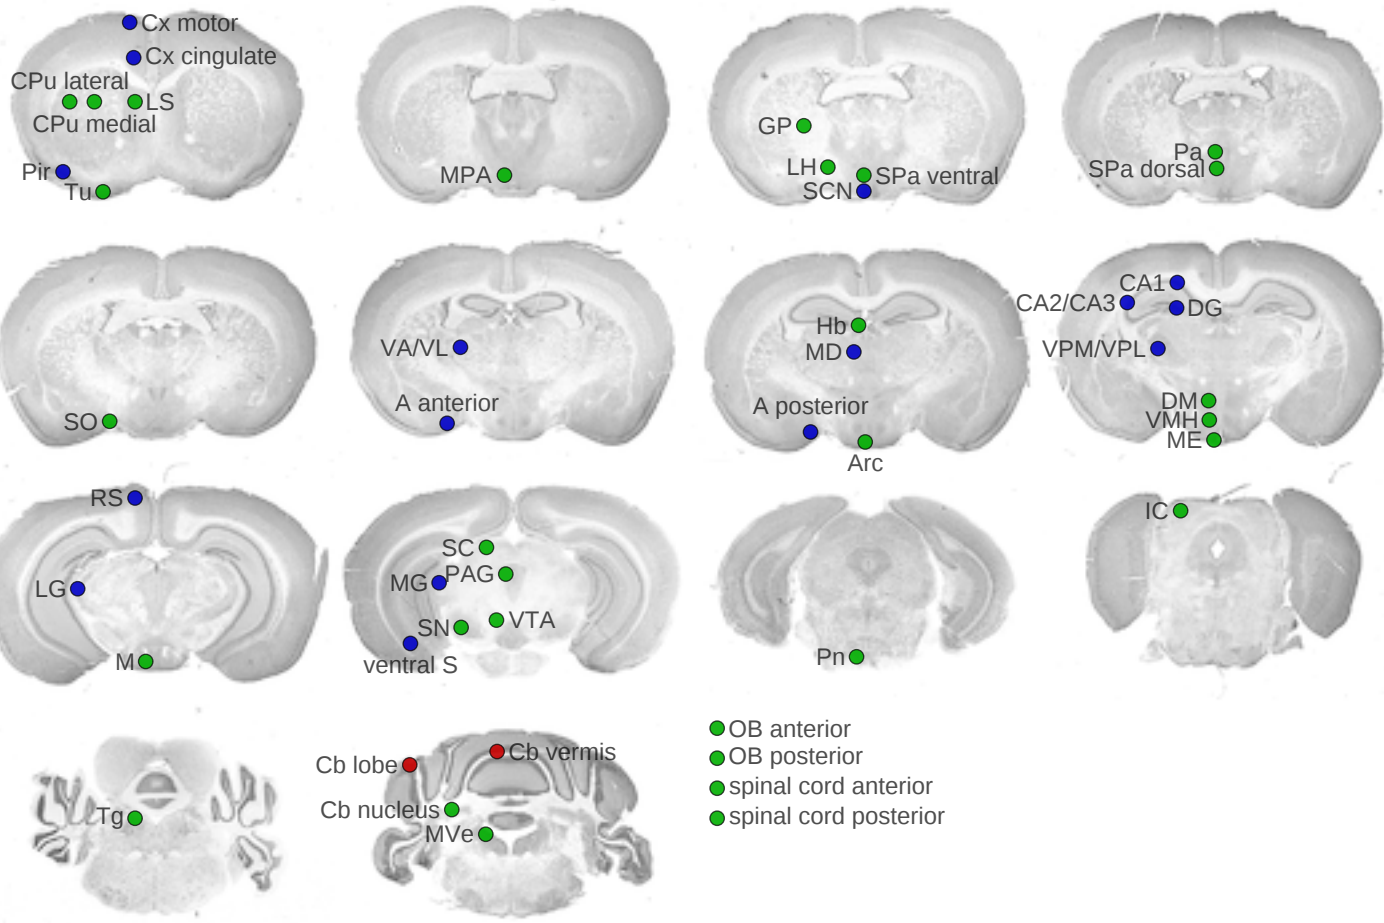 Cx motor
Cx cingulate
CPu lateral
LS
CPu medial
Pir
Tu
MPA
GP
LH
SPa ventral
SCN
Pa
SPa dorsal
SO
VA/VL
A anterior
Hb
MD
A posterior
Arc
CA1
CA2/CA3
DG
VPM/VPL
DM
VMH
ME
RS
LG
M
SC
PAG
MG
VTA
SN
ventral S
Pn
IC
Tg
Cb lobe
Cb vermis
Cb nucleus
MVe
OB anterior
OB posterior
spinal cord anterior
spinal cord posterior